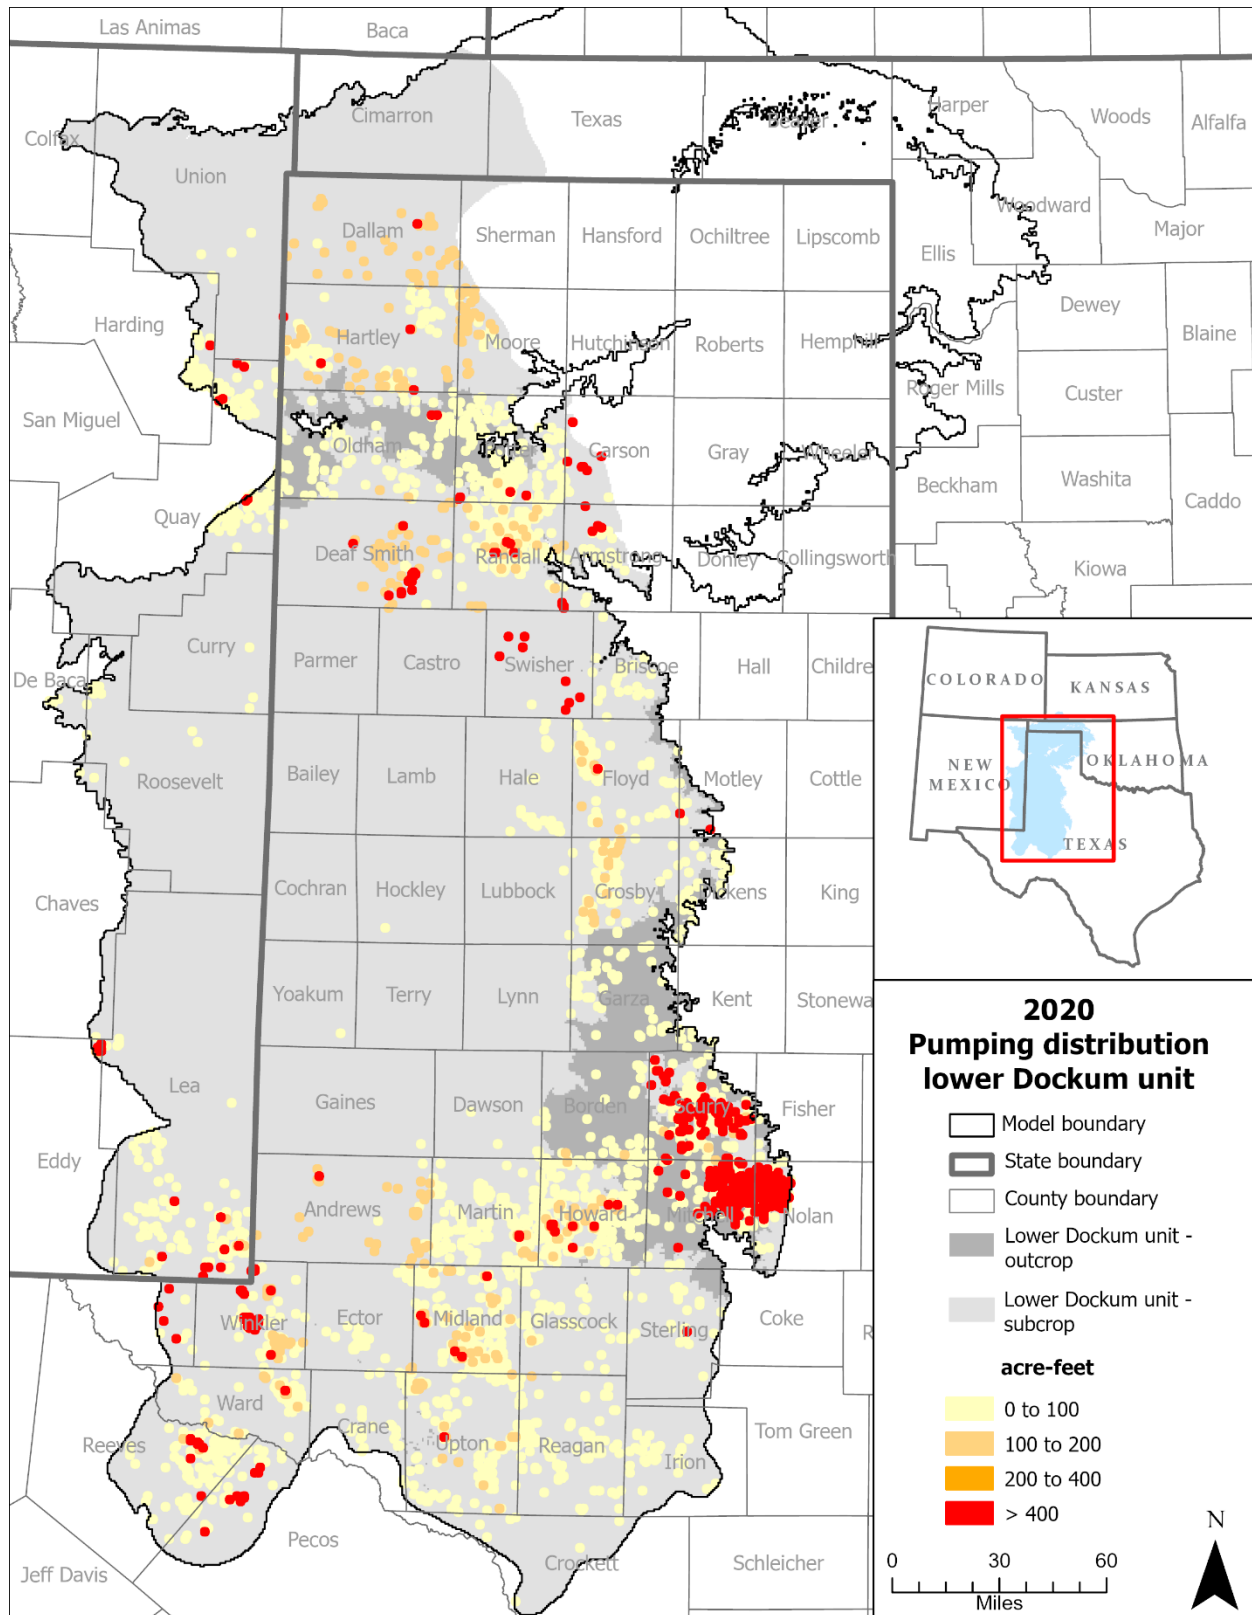 Las Animas
Baca
Cimarron
Texas
Beaver
Harper
Woods
Alfalfa
Colfax
Union
Woodward
Major
Dallam
Sherman
Hansford
Ochiltree
Lipscomb
Ellis
Dewey
Blaine
Harding
Hartley
Moore
Hutchinson
Roberts
Hemphill
Roger Mills
Custer
San Miguel
Oldham
Potter
Carson
Gray
Wheeler
Beckham
Washita
Caddo
Quay
Deaf Smith
Randall
Armstrong
Donley
Collingsworth
Kiowa
Curry
Parmer
Castro
Swisher
Briscoe
Hall
Childre
De Baca
Roosevelt
Bailey
Lamb
Hale
Floyd
Motley
Cottle
Chaves
Cochran
Hockley
Lubbock
Crosby
Dickens
King
Yoakum
Terry
Lynn
Garza
Kent
Stonewa
Lea
Gaines
Dawson
Borden
Scurry
Fisher
Eddy
Andrews
Martin
Howard
Mitchell
Nolan
Winkler
Ector
Midland
Glasscock
Sterling
Coke
R
Ward
Crane
Upton
Reagan
Irion
Tom Green
Reeves
Pecos
Crockett
Schleicher
Jeff Davis
COLORADO
KANSAS
NEW
MEXICO
OKLAHOMA
TEXAS
2020
Pumping distribution
lower Dockum unit
Model boundary
State boundary
County boundary
Lower Dockum unit -
outcrop
Lower Dockum unit -
subcrop
acre-feet
0 to 100
100 to 200
200 to 400
> 400
N
0 30 60
Miles